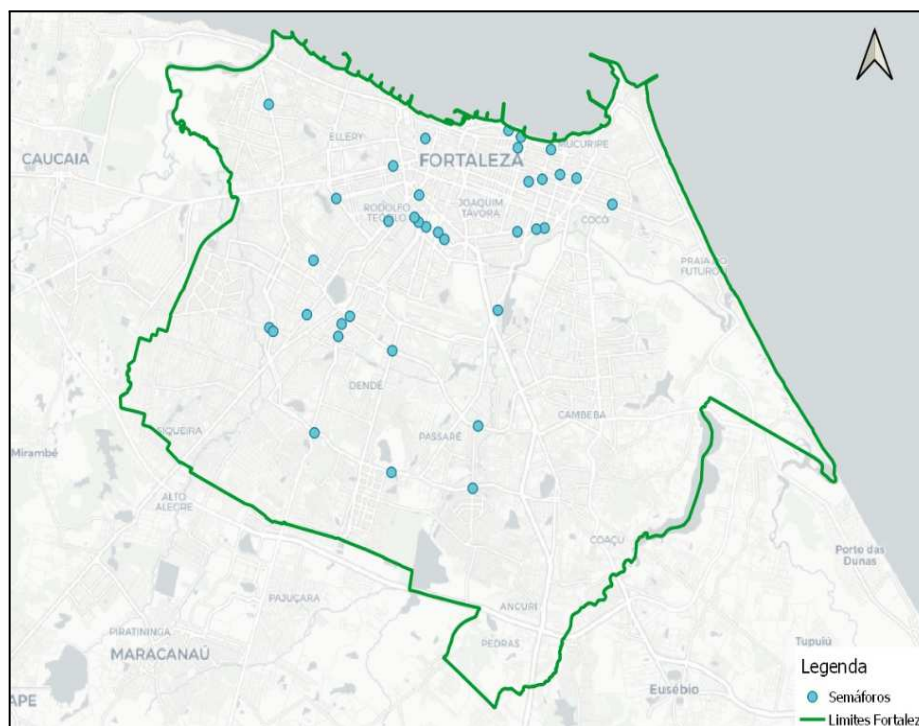 CAUCAIA
ELLERY
FORTALEZA
MUCURIPE
RODOLFO
TEÓFILO
JOAQUIM
TÁVORA
COCÓ
PRAIA DO
FUTURO
DENDÊ
CAMBEBA
SIQUEIRA
PASSARÉ
Mirambé
ALTO
ALEGRE
COAÇU
Porto das
Dunas
PAJUÇARA
ANCURI
PIRATININGA
PEDRAS
Tupuiú
MARACANAÚ
Legenda
Eusébio
Semáforos
APE
Limites Fortalez